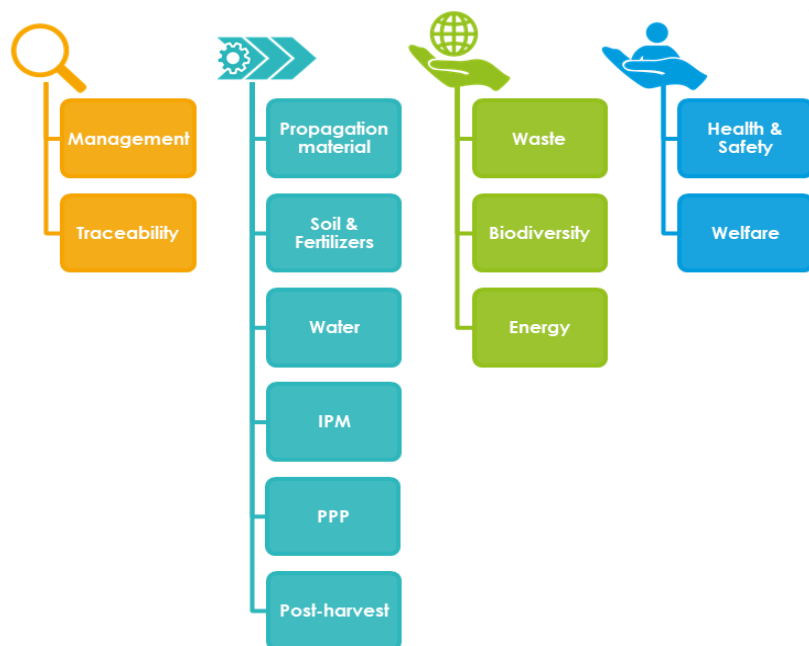 Management
Traceability
Propagation
material
Soil &
Fertilizers
Water
IPM
PPP
Post-harvest
Waste
Biodiversity
Energy
Health &
Safety
Welfare